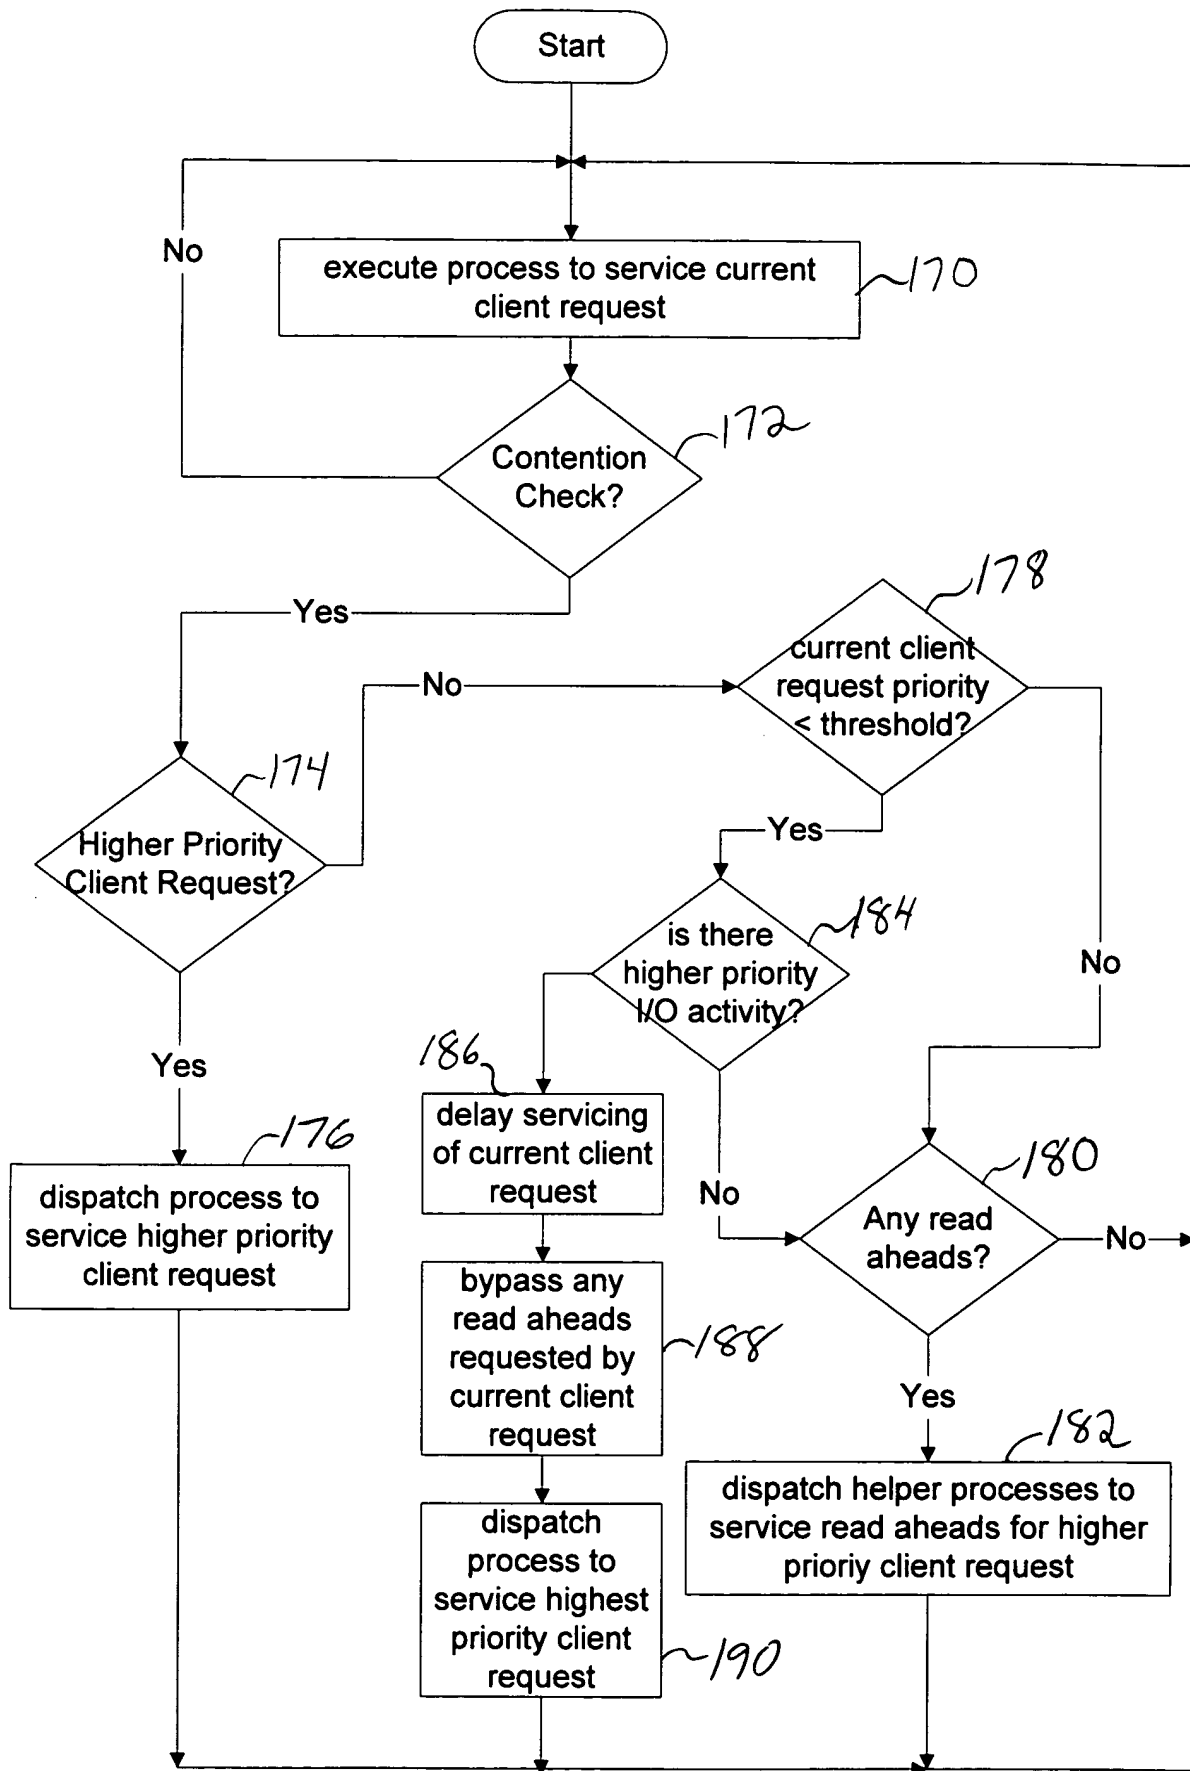 Start
No
execute process to service current
client request
170
Contention
Check?
172
Yes
178
current client
request priority
< threshold?
No
174
Higher Priority
Client Request?
Yes
is there
higher priority
I/O activity?
184
No
Yes
186
delay servicing
of current client
request
176
dispatch process to
service higher priority
client request
No
180
Any read
aheads?
No
bypass any
read aheads
requested by
current client
request
188
Yes
182
dispatch helper processes to
service read aheads for higher
prioriy client request
dispatch
process to
service highest
priority client
request
190